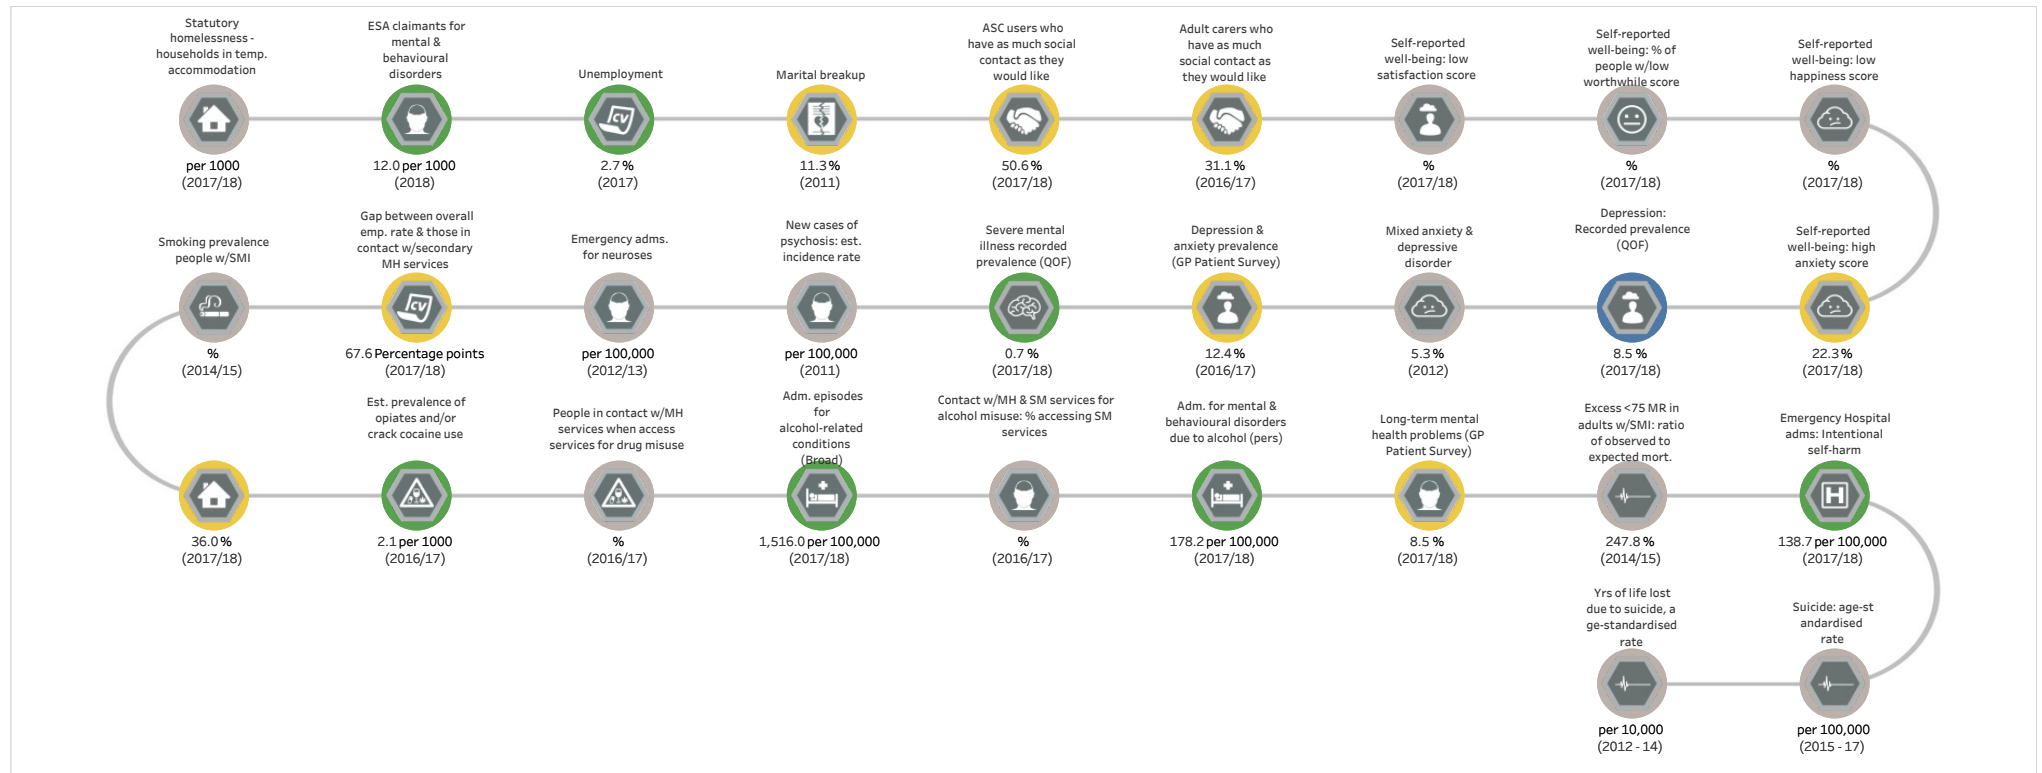 Statutory
homelessness -
households in temp.
accommodation
per 1000
(2017/18)
ESA claimants for
mental &
behavioural
disorders
12.0 per 1000
(2018)
Unemployment
CV
2.7 %
(2017)
Marital breakup
11.3 %
(2011)
ASC users who
have as much social
contact as they
would like
50.6 %
(2017/18)
Adult carers who
have as much
social contact as
they would like
31.1 %
(2016/17)
Self-reported
well-being: low
satisfaction score
%
(2017/18)
Self-reported
well-being: % of
people w/low
worthwhile score
%
(2017/18)
Self-reported
well-being: low
happiness score
%
(2017/18)
Smoking prevalence
people w/SMI
%
(2014/15)
Gap between overall
emp. rate & those in
contact w/secondary
MH services
CV
67.6 Percentage points
(2017/18)
Emergency adms.
for neuroses
per 100,000
(2012/13)
New cases of
psychosis: est.
incidence rate
per 100,000
(2011)
Severe mental
illness recorded
prevalence (QOF)
0.7 %
(2017/18)
Depression &
anxiety prevalence
(GP Patient Survey)
12.4 %
(2016/17)
Mixed anxiety &
depressive
disorder
5.3 %
(2012)
Depression:
Recorded prevalence
(QOF)
8.5 %
(2017/18)
Self-reported
well-being: high
anxiety score
22.3 %
(2017/18)
36.0 %
(2017/18)
Est. prevalence of
opiates and/or
crack cocaine use
2.1 per 1000
(2016/17)
People in contact w/MH
services when access
services for drug misuse
%
(2016/17)
Adm. episodes
for
alcohol-related
conditions
(Broad)
1,516.0 per 100,000
(2017/18)
Contact w/MH & SM services for
alcohol misuse: % accessing SM
services
%
(2016/17)
Adm. for mental &
behavioural disorders
due to alcohol (pers)
178.2 per 100,000
(2017/18)
Long-term mental
health problems (GP
Patient Survey)
8.5 %
(2017/18)
Excess <75 MR in
adults w/SMI: ratio
of observed to
expected mort.
247.8 %
(2014/15)
Emergency Hospital
adms: Intentional
self-harm
H
138.7 per 100,000
(2017/18)
Yrs of life lost
due to suicide, a
ge-standardised
rate
per 10,000
(2012 - 14)
Suicide: age-st
andardised
rate
per 100,000
(2015 - 17)